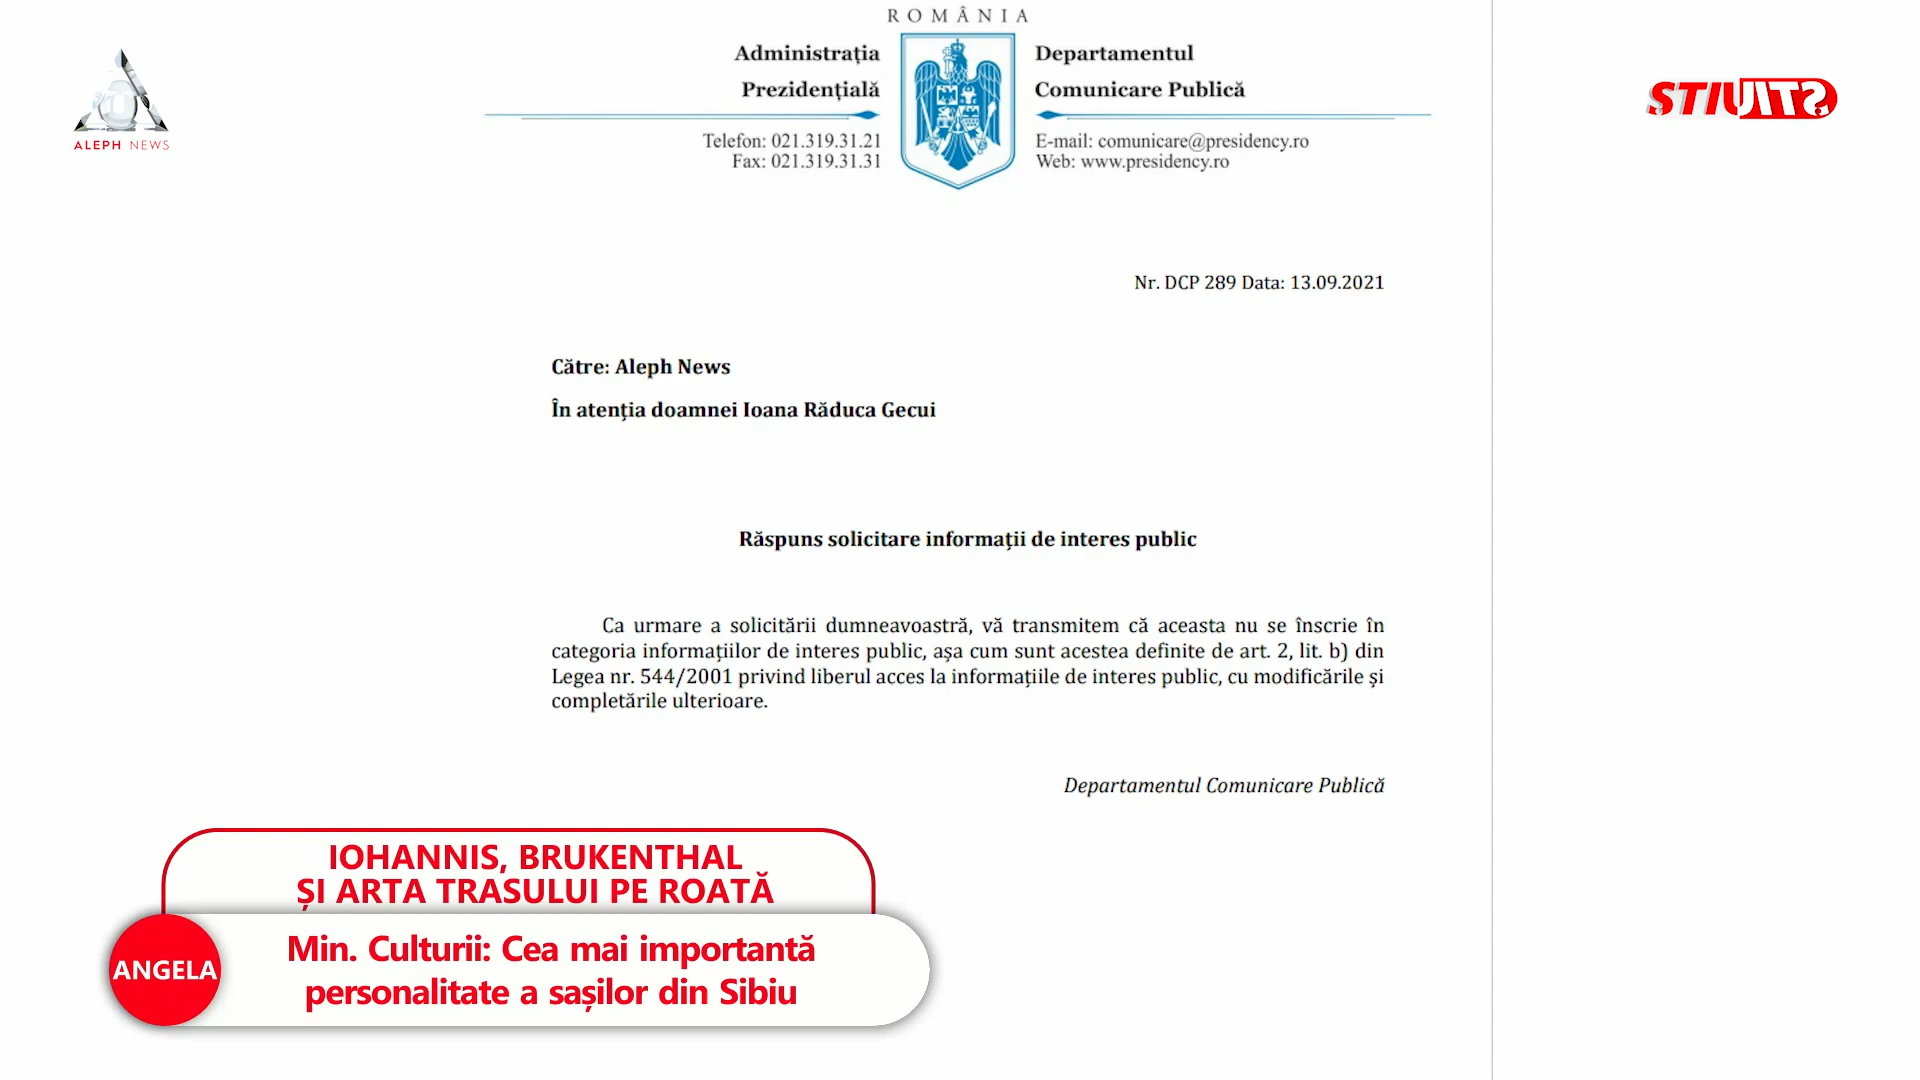 ROMÂNIA
Administrația
Prezidențială
Departamentul
Comunicare Publică
Telefon: 021.319.31.21
Fax: 021.319.31.31
E-mail: comunicare@presidency.ro
Web: www.presidency.ro
ALEPH NEWS
Nr. DCP 289 Data: 13.09.2021
Către: Aleph News
În atenția doamnei Ioana Răduca Gecui
Răspuns solicitare informații de interes public
Ca urmare a solicitării dumneavoastră, vă transmitem că aceasta nu se înscrie în
categoria informațiilor de interes public, așa cum sunt acestea definite de art. 2, lit. b) din
Legea nr. 544/2001 privind liberul acces la informațiile de interes public, cu modificările și
completările ulterioare.
Departamentul Comunicare Publică
IOHANNIS, BRUKENTHAL
ȘI ARTA TRASULUI PE ROATĂ
ANGELA
Min. Culturii: Cea mai importantă
personalitate a sașilor din Sibiu